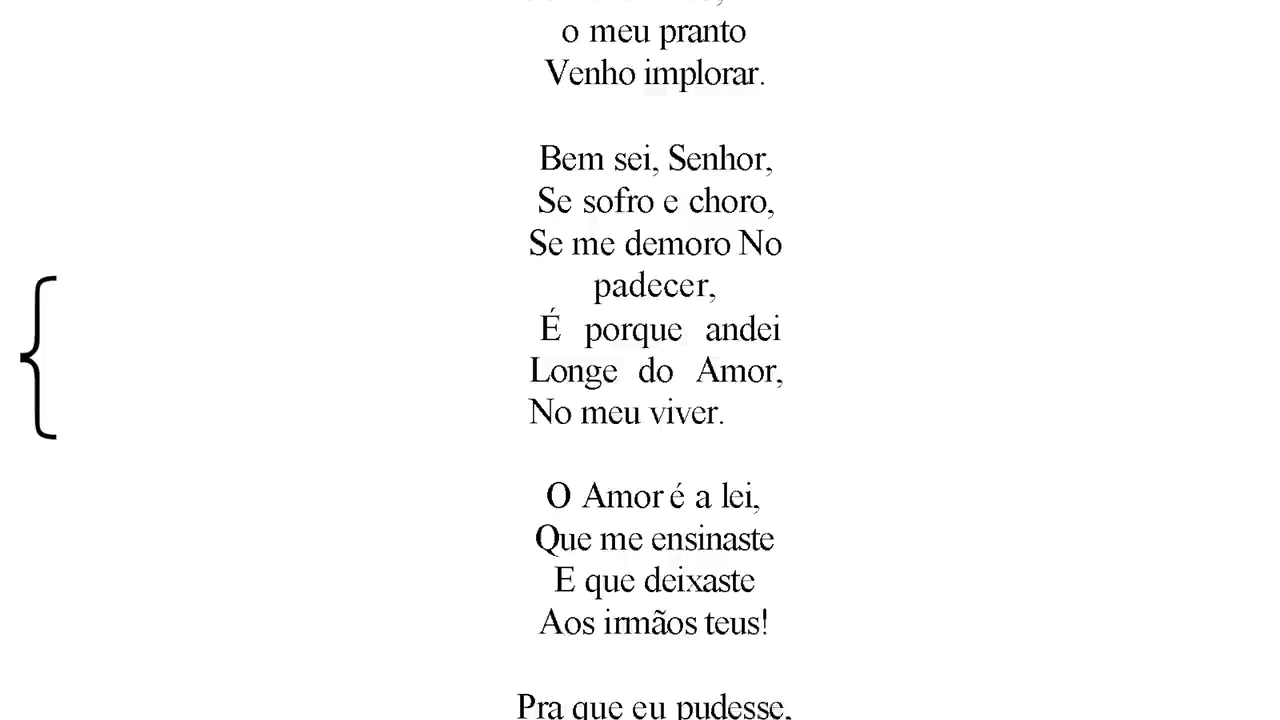 o meu pranto
Venho implorar.
Bem sei, Senhor,
Se sofro e choro,
Se me demoro No
padecer,
É porque andei
Longe do Amor,
No meu viver.
O Amor é a lei,
Que me ensinaste
E que deixaste
Aos irmãos teus!
Pra que eu pudesse,